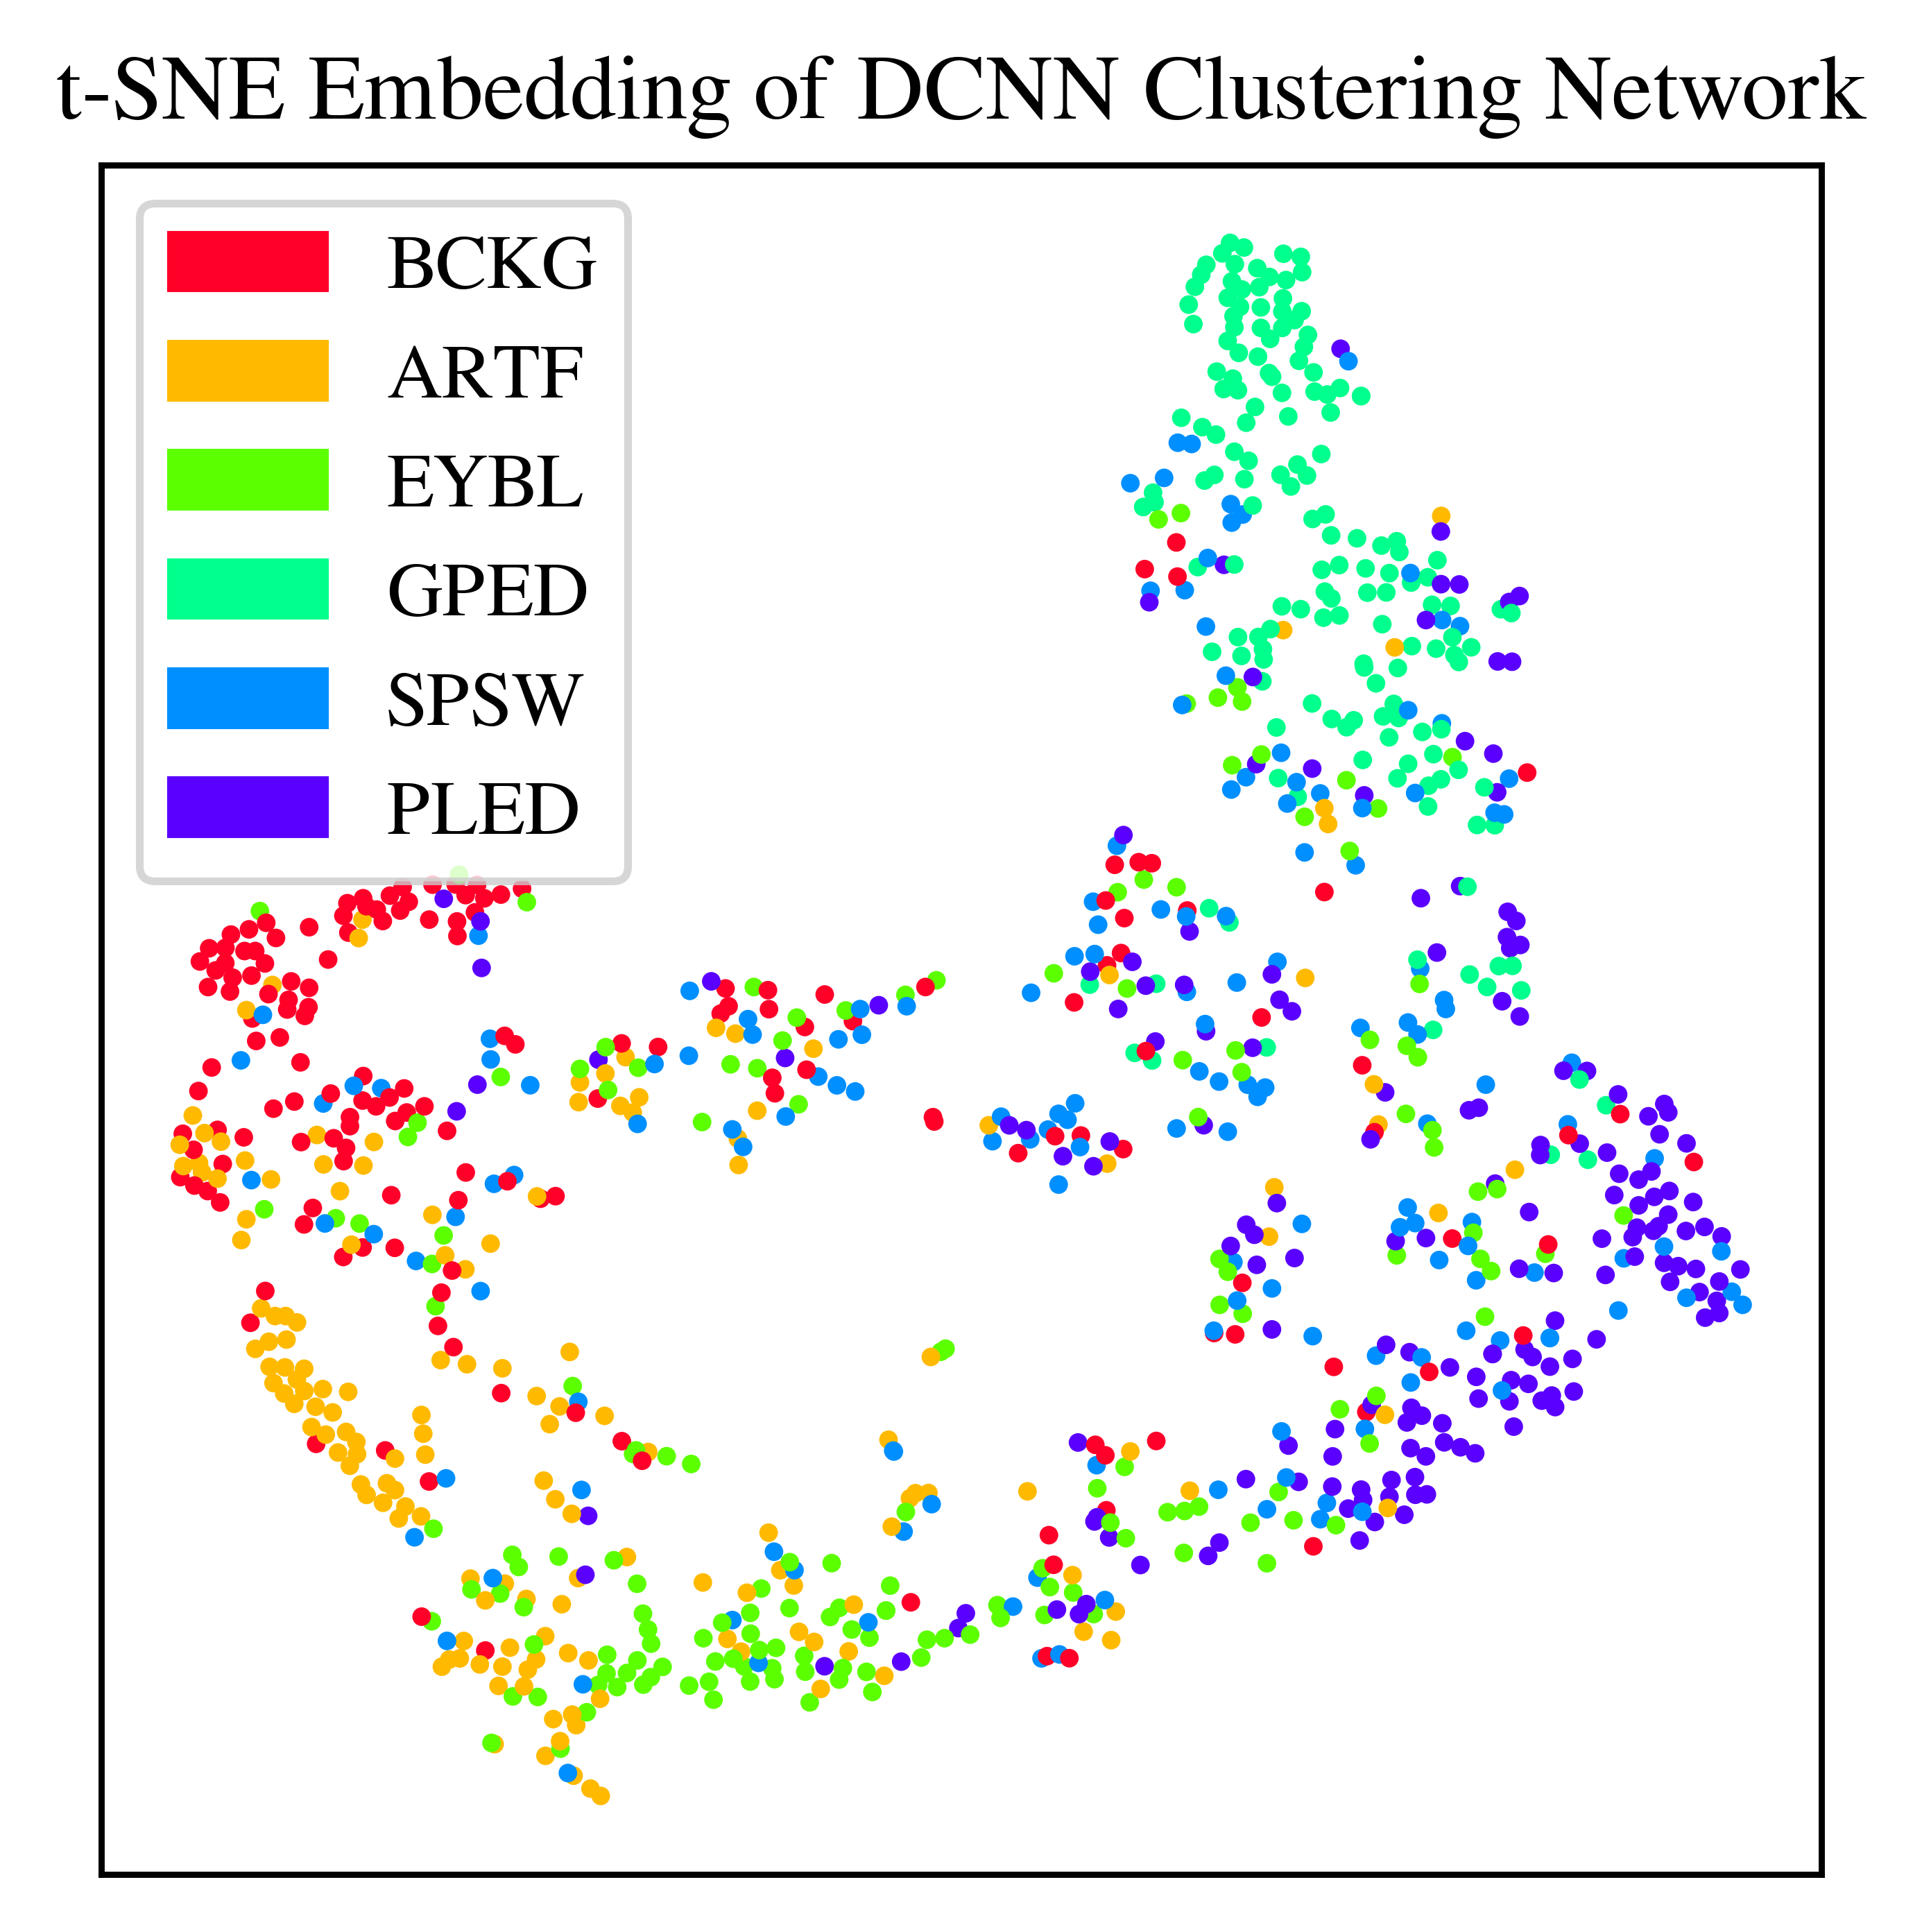 t-SNE Embedding of DCNN Clustering Network
BCKG
ARTF
EYBL
GPED
SPSW
PLED